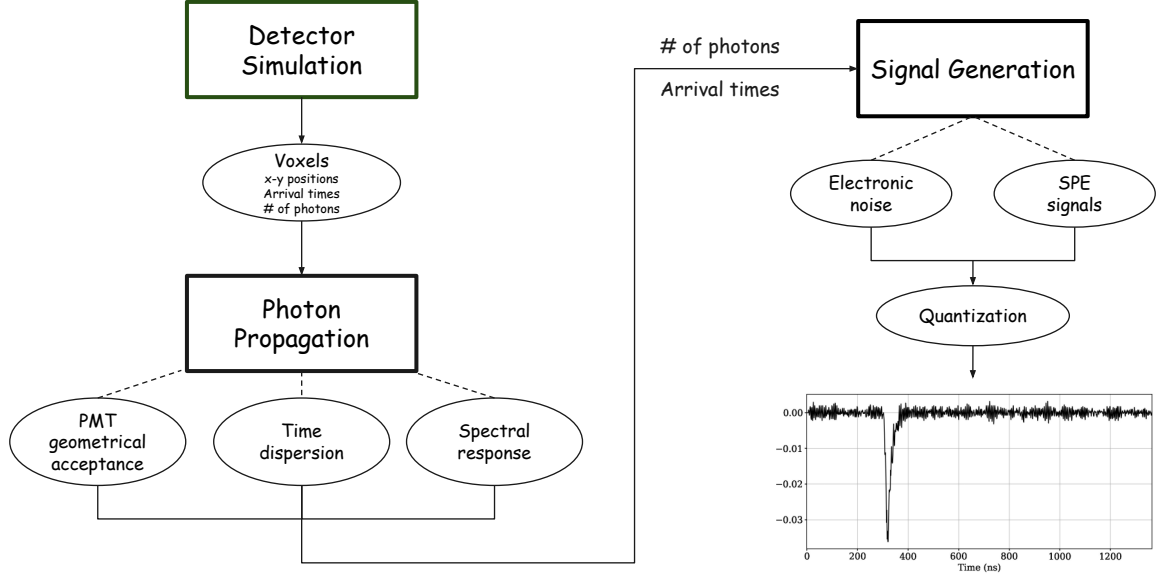 Detector
Simulation
Voxels
x-y positions
Arrival times
# of photons
Photon
Propagation
PMT
geometrical
acceptance
Time
dispersion
Spectral
response
# of photons
Arrival times
Signal Generation
Electronic
noise
SPE
signals
Quantization
0.00
−0.01
−0.02
−0.03
0 200 400 600 800 1000 1200
Time (ns)